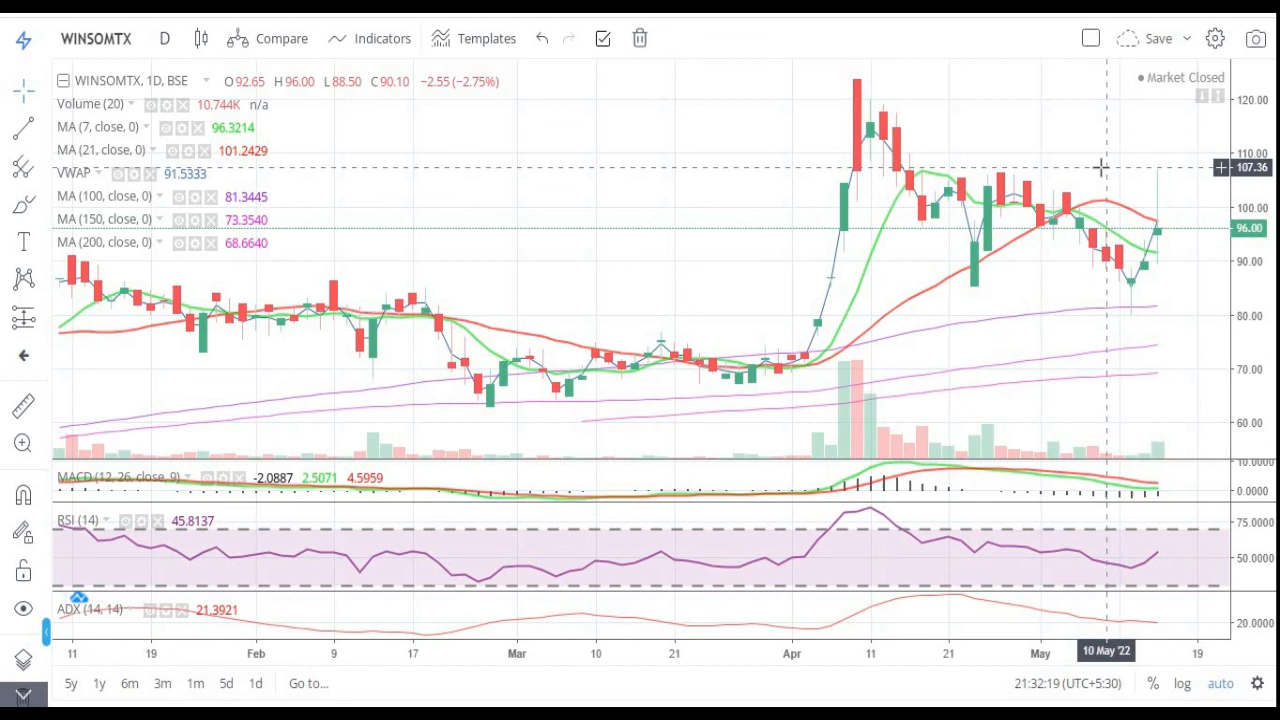 WINSOMTX D Compare Indicators Templates Save
WINSOMTX, 1D, BSE O92.65 H96.00 L88.50 C90.10 −2.55 (−2.75%)
Market Closed
Volume (20) 10.744K n/a
MA (7, close, 0) 96.3214
MA (21, close, 0) 101.2429
VWAP 91.5333
MA (100, close, 0) 81.3445
MA (150, close, 0) 73.3540
MA (200, close, 0) 68.6640
120.00
110.00
107.36
100.00
96.00
90.00
80.00
70.00
60.00
MACD (12, 26, close, 9) -2.0887 2.5071 4.5959
10.0000
0.0000
RSI (14) 45.8137
75.0000
50.0000
ADX (14, 14) 21.3921
20.0000
11 19 Feb 9 14 Mar 10 21 Apr 11 21 May 10 May '22 19
5y 1y 6m 3m 1m 5d 1d Go to... 21:32:19 (UTC+5:30) % log auto